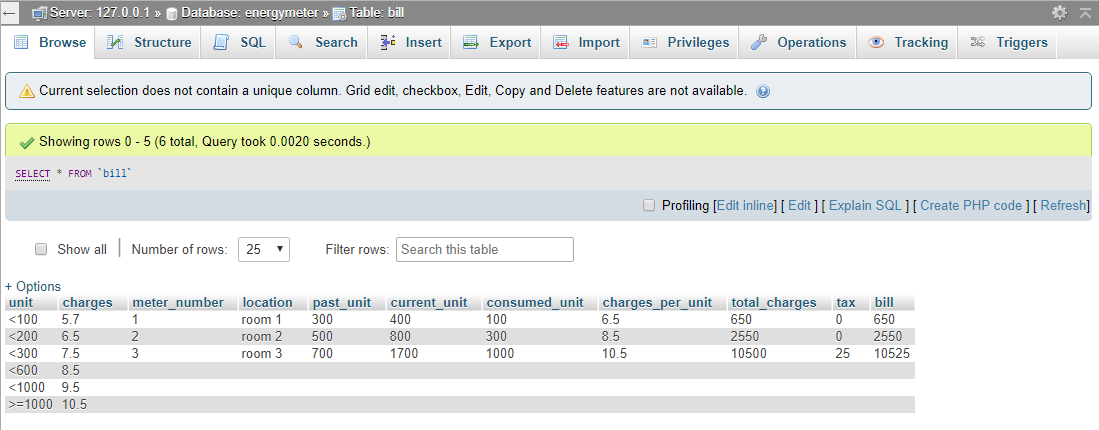 Server: 127.0.0.1 » Database: energymeter » Table: bill
Browse Structure SQL Search Insert Export Import Privileges Operations Tracking Triggers
Current selection does not contain a unique column. Grid edit, checkbox, Edit, Copy and Delete features are not available.
Showing rows 0 - 5 (6 total, Query took 0.0020 seconds.)
SELECT * FROM `bill`
Profiling [Edit inline] [ Edit ] [ Explain SQL ] [ Create PHP code ] [ Refresh]
Show all | Number of rows: 25 Filter rows: Search this table
+ Options
unit charges meter_number location past_unit current_unit consumed_unit charges_per_unit total_charges tax bill
<100 5.7 1 room 1 300 400 100 6.5 650 0 650
<200 6.5 2 room 2 500 800 300 8.5 2550 0 2550
<300 7.5 3 room 3 700 1700 1000 10.5 10500 25 10525
<600 8.5
<1000 9.5
>=1000 10.5